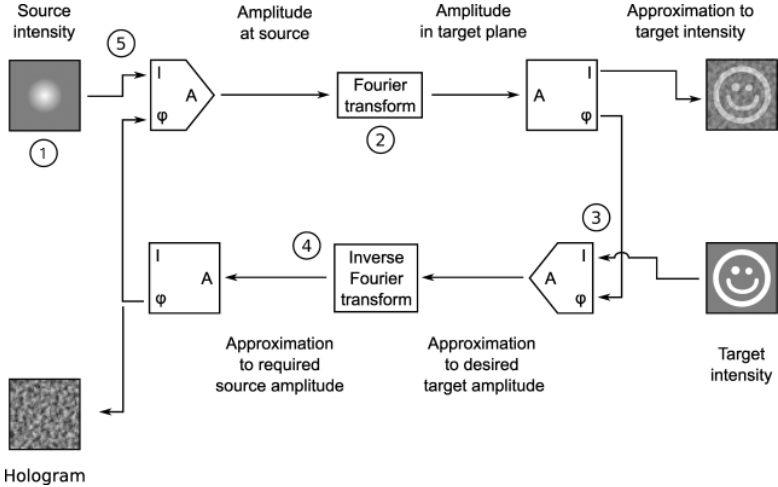 Source
intensity
Amplitude
at source
Amplitude
in target plane
Approximation to
target intensity
5
I
A
φ
Fourier
transform
A
I
φ
1
2
3
4
I
A
φ
Inverse
Fourier
transform
A
I
φ
Approximation
to required
source amplitude
Approximation
to desired
target amplitude
Target
intensity
Hologram